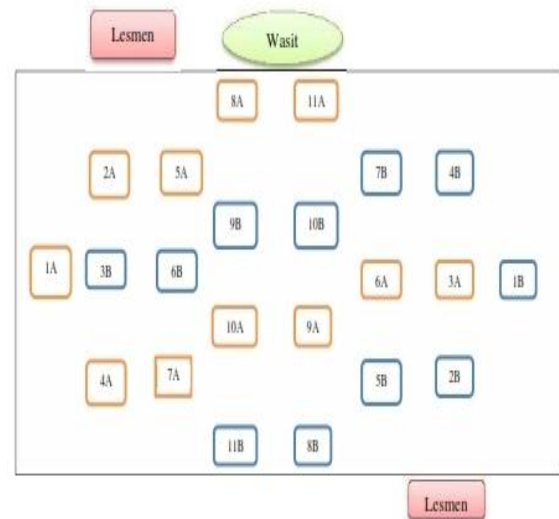 Lesmen
Wasit
8A 11A
2A 5A 7B 4B
9B 10B
1A 3B 6B 6A 3A 1B
10A 9A
4A 7A 5B 2B
11B 8B
Lesmen